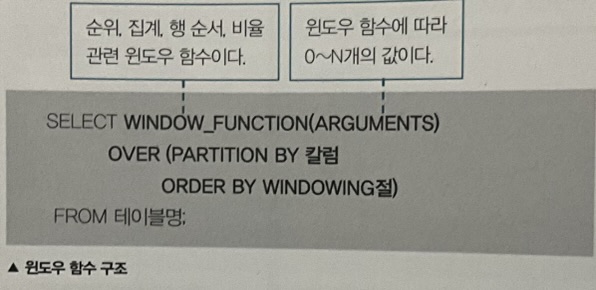 순위, 집계, 행 순서, 비율
관련 윈도우 함수이다.
윈도우 함수에 따라
0~N개의 값이다.
SELECT WINDOW_FUNCTION(ARGUMENTS)
OVER (PARTITION BY 칼럼
ORDER BY WINDOWING절)
FROM 테이블명;
▲ 윈도우 함수 구조